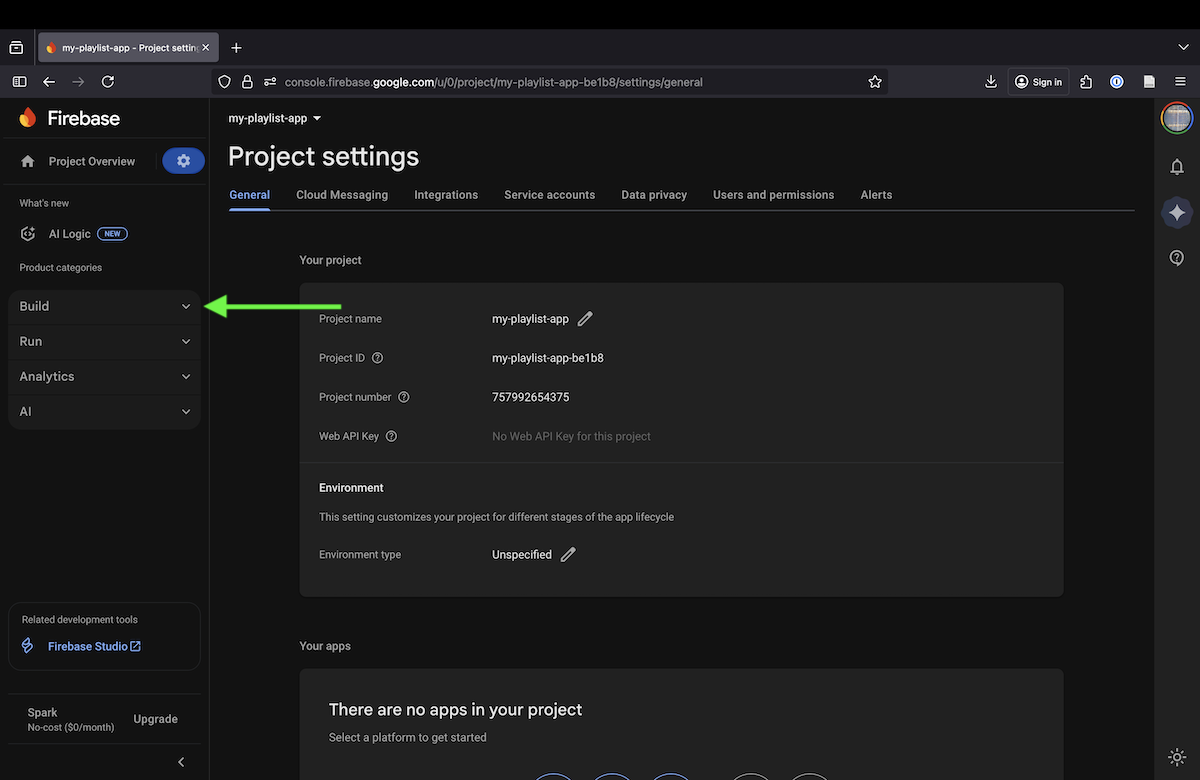 my-playlist-app - Project settin
console.firebase.google.com/u/0/project/my-playlist-app-be1b8/settings/general
Sign in
Firebase
Project Overview
What's new
AI Logic NEW
Product categories
Build
Run
Analytics
AI
Related development tools
Firebase Studio
Spark
No-cost ($0/month)
Upgrade
my-playlist-app
Project settings
General Cloud Messaging Integrations Service accounts Data privacy Users and permissions Alerts
Your project
Project name my-playlist-app
Project ID my-playlist-app-be1b8
Project number 757992654375
Web API Key No Web API Key for this project
Environment
This setting customizes your project for different stages of the app lifecycle
Environment type Unspecified
Your apps
There are no apps in your project
Select a platform to get started